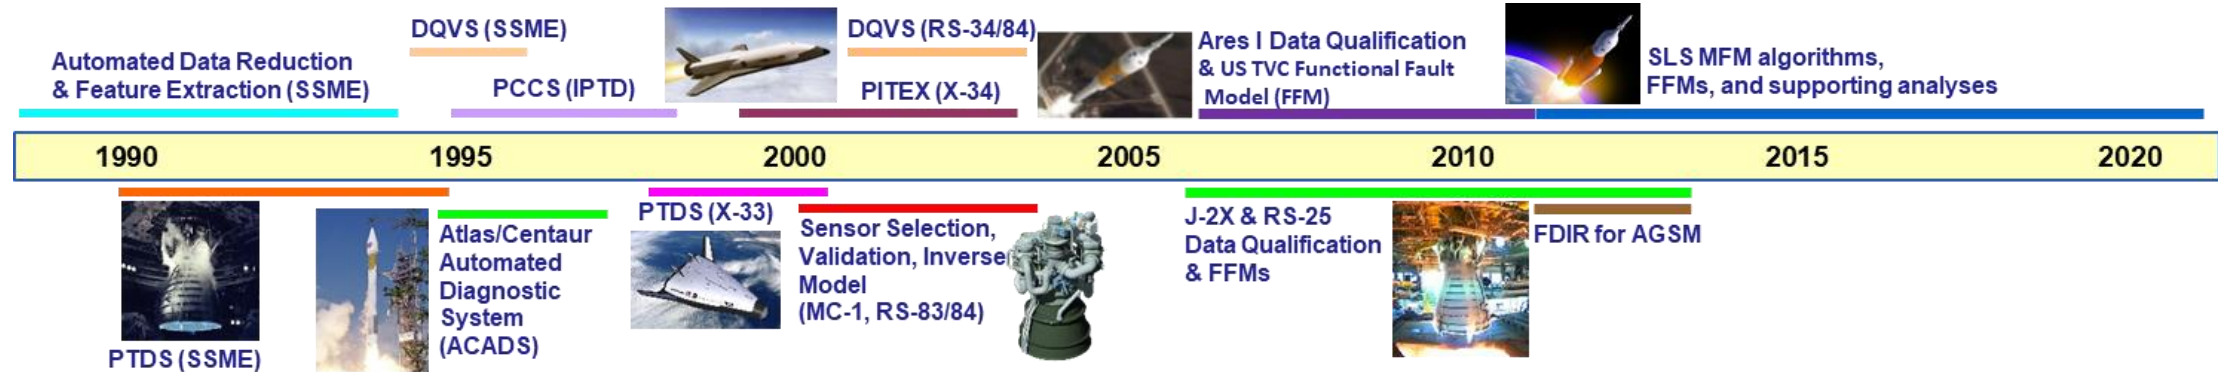 Automated Data Reduction
& Feature Extraction (SSME)
DQVS (SSME)
PCCS (IPTD)
DQVS (RS-34/84)
PITEX (X-34)
Ares I Data Qualification
& US TVC Functional Fault
Model (FFM)
SLS MFM algorithms,
FFMs, and supporting analyses
1990 1995 2000 2005 2010 2015 2020
PTDS (SSME)
Atlas/Centaur
Automated
Diagnostic
System
(ACADS)
PTDS (X-33)
Sensor Selection,
Validation, Inverse
Model
(MC-1, RS-83/84)
J-2X & RS-25
Data Qualification
& FFMs
FDIR for AGSM